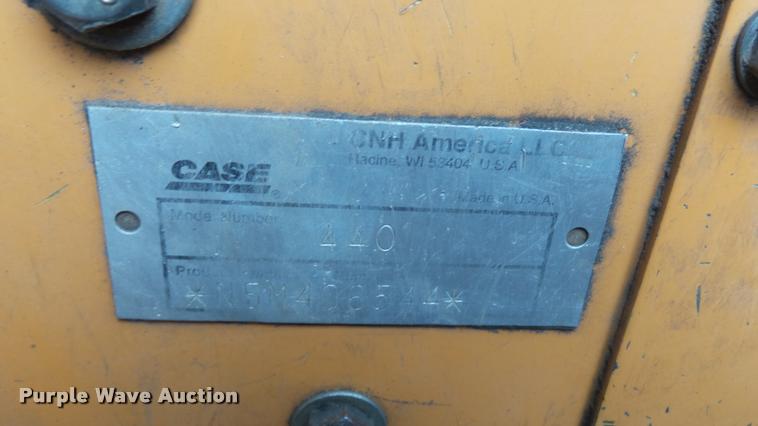 CNH America LLC
Racine, WI 53404 U.S.A.
CASE
®
Made in U.S.A.
Model Number
440
*N5M406544*
Purple Wave Auction